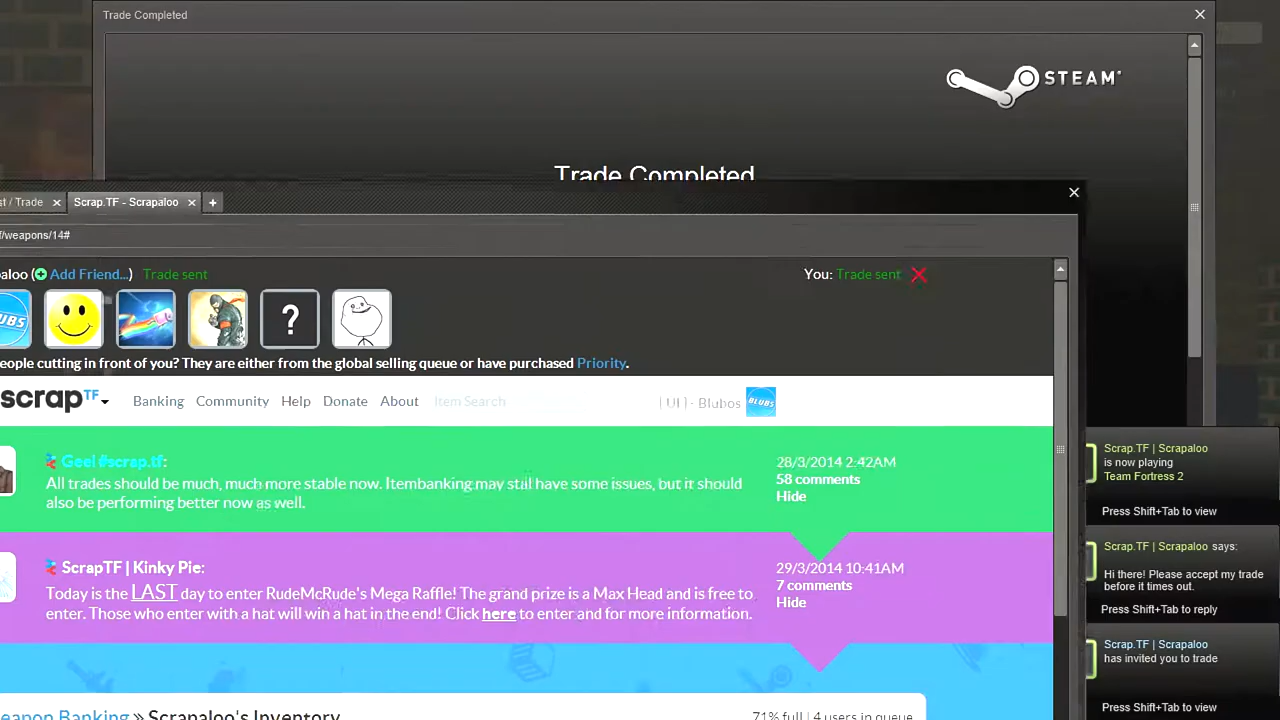 Trade Completed
STEAM
Trade Completed
st / Trade
Scrap.TF - Scrapaloo
f/weapons/14#
paloo (Add Friend...) Trade sent
You: Trade sent
BLUBS
?
eople cutting in front of you? They are either from the global selling queue or have purchased Priority.
scrapTF
Banking Community Help Donate About Item Search
[ UI ] - Blubos
BLUBS
Geel #scrap.tf:
All trades should be much, much more stable now. Itembanking may still have some issues, but it should
also be performing better now as well.
28/3/2014 2:42AM
58 comments
Hide
ScrapTF | Kinky Pie:
Today is the LAST day to enter RudeMcRude's Mega Raffle! The grand prize is a Max Head and is free to
enter. Those who enter with a hat will win a hat in the end! Click here to enter and for more information.
29/3/2014 10:41AM
7 comments
Hide
eapon Banking » Scrapaloo's Inventory
71% full | 4 users in queue
Scrap.TF | Scrapaloo
is now playing
Team Fortress 2
Press Shift+Tab to view
Scrap.TF | Scrapaloo says:
Hi there! Please accept my trade
before it times out.
Press Shift+Tab to reply
Scrap.TF | Scrapaloo
has invited you to trade
Press Shift+Tab to view